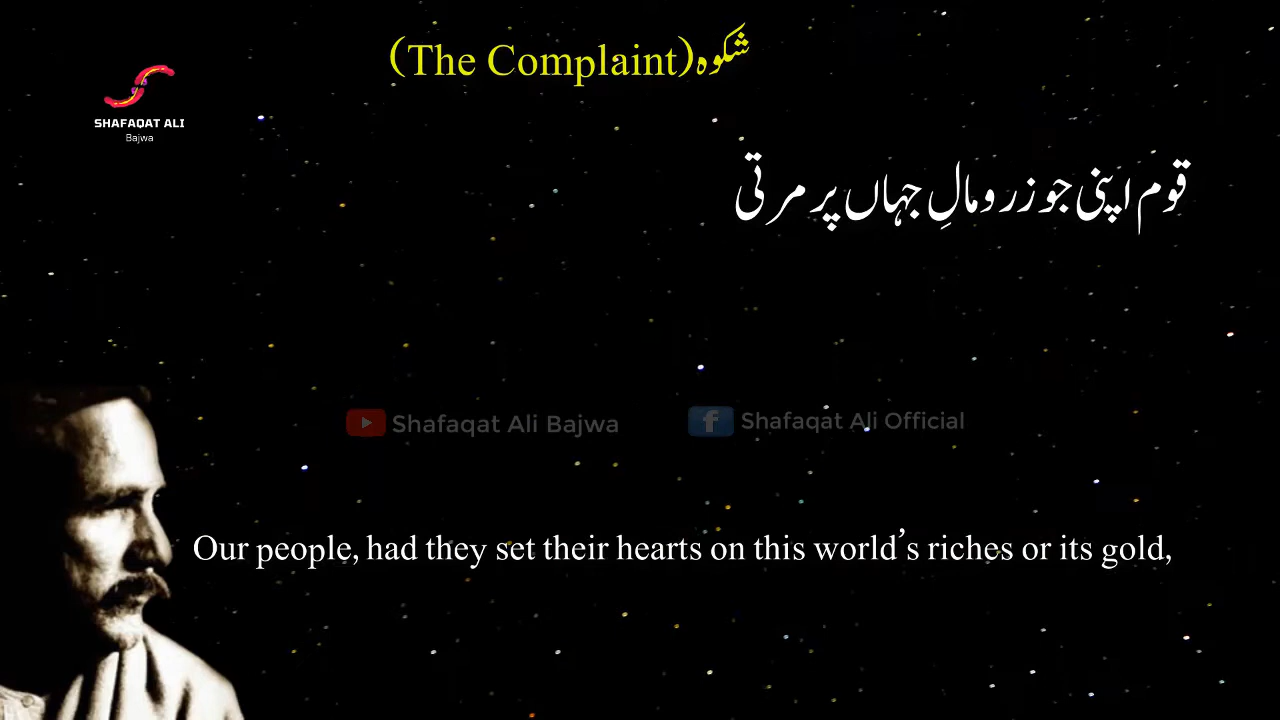 شکوہ(The Complaint)
SHAFAQAT ALI
Bajwa
قوم اپنی جو زر و مالِ جہاں پر مرتی
Shafaqat Ali Bajwa
Shafaqat Ali Official
Our people, had they set their hearts on this world’s riches or its gold,